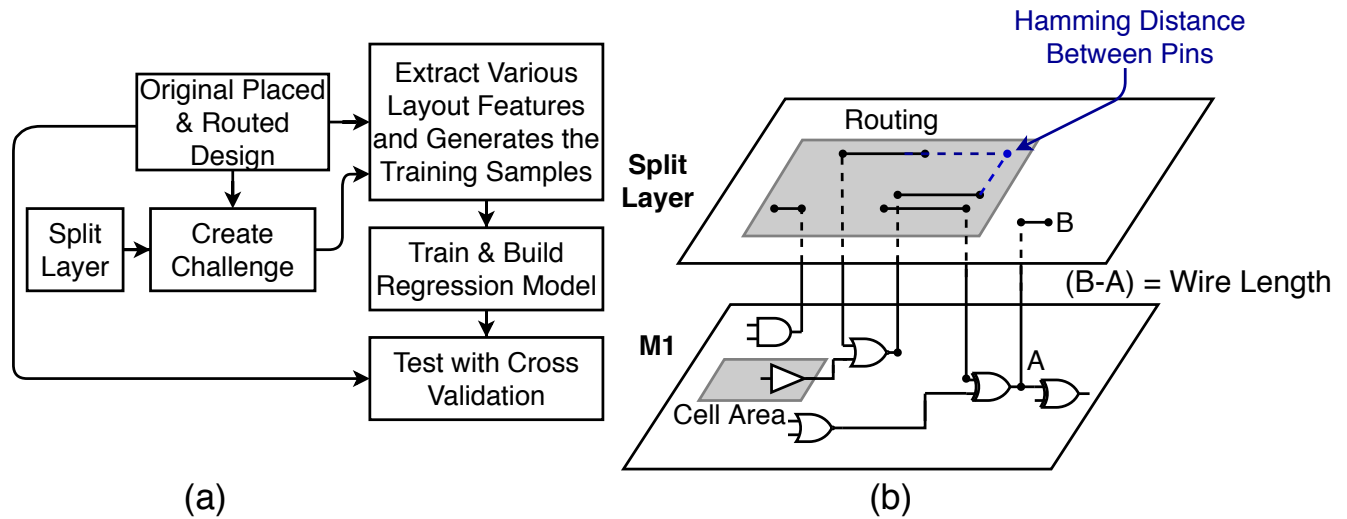 Original Placed
& Routed
Design
Split
Layer
Create
Challenge
Extract Various
Layout Features
and Generates the
Training Samples
Train & Build
Regression Model
Test with Cross
Validation
(a)
Hamming Distance
Between Pins
Routing
Split
Layer
B
(B-A) = Wire Length
M1
A
Cell Area
(b)